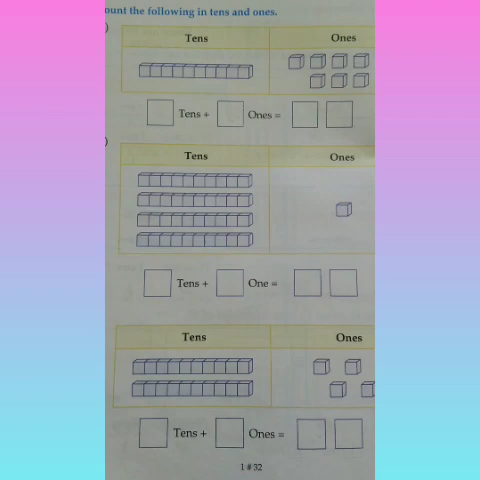 ount the following in tens and ones.
)
Tens Ones
Tens + Ones =
)
Tens Ones
Tens + One =
Tens Ones
Tens + Ones =
1#32